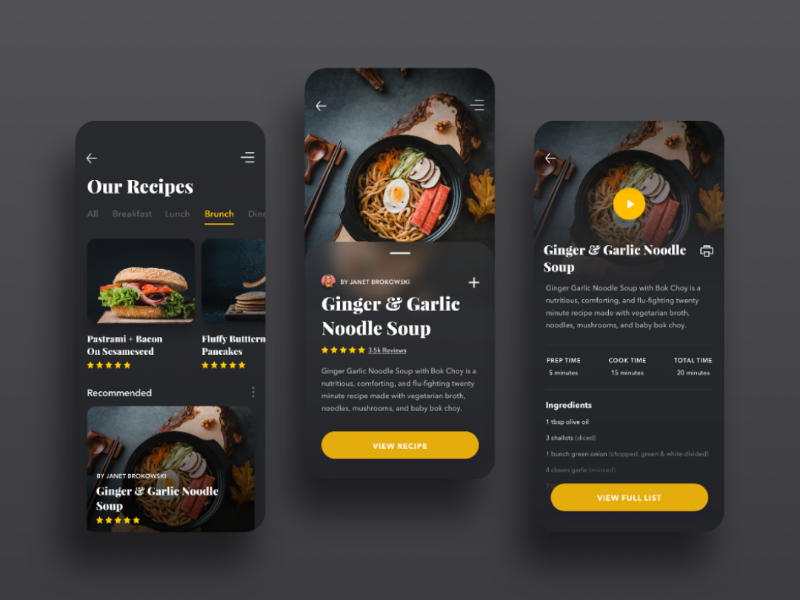 Our Recipes
All Breakfast Lunch Brunch
Pastrami + Bacon
On Sesameseed
Fluffy
Pancakes
Recommended
BY JANET BROKOWSKI
Ginger & Garlic Noodle
Soup
BY JANET BROKOWSKI
Ginger & Garlic
Noodle Soup
3.5k Reviews
Ginger Garlic Noodle Soup with Bok Choy is a
nutritious, comforting, and flu-fighting twenty
minute recipe made with vegetarian broth,
noodles, mushrooms, and baby bok choy.
VIEW RECIPE
Ginger & Garlic Noodle
Soup
Ginger Garlic Noodle Soup with Bok Choy is a
nutritious, comforting, and flu-fighting twenty
minute recipe made with vegetarian broth,
noodles, mushrooms, and baby bok choy.
PREP TIME COOK TIME TOTAL TIME
5 minutes 15 minutes 20 minutes
Ingredients
1 tbsp olive oil
3 shallots (diced)
1 bunch green onion (chopped, green & white divided)
4 cloves garlic (minced)
VIEW FULL LIST